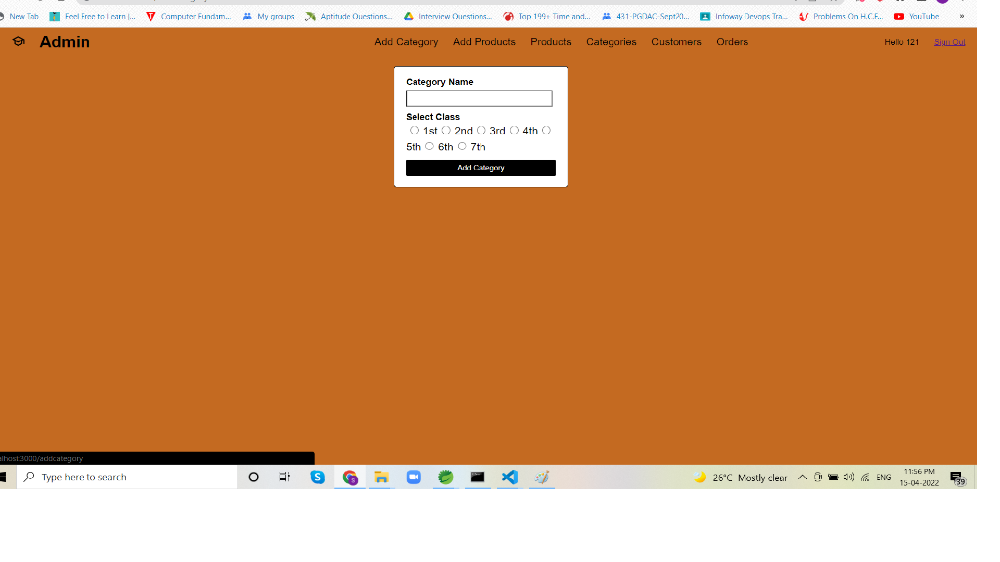 New Tab Feel Free to Learn |... Computer Fundam... My groups Aptitude Questions... Interview Questions... Top 199+ Time and... 431-PGDAC-Sept20... Infoway Devops Tra... Problems On H.C.F... YouTube »
Admin Add Category Add Products Products Categories Customers Orders Hello 121 Sign Out
Category Name
Select Class
1st 2nd 3rd 4th
5th 6th 7th
Add Category
alhost:3000/addcategory
Type here to search 26°C Mostly clear ENG 11:56 PM
15-04-2022 39